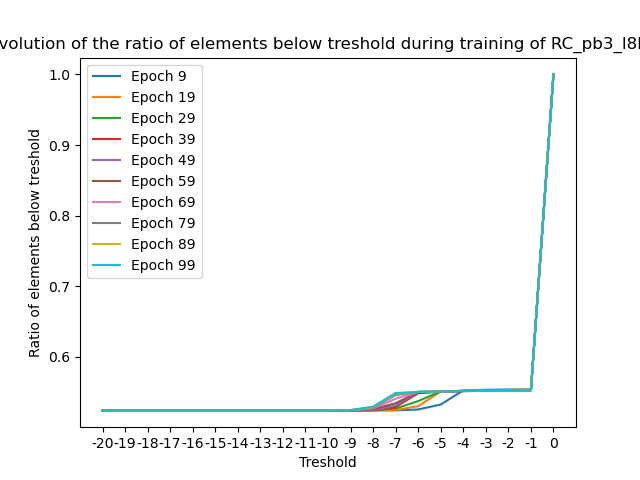 volution of the ratio of elements below treshold during training of RC_pb3_l8
Ratio of elements below treshold
1.0
0.9
0.8
0.7
0.6
Epoch 9
Epoch 19
Epoch 29
Epoch 39
Epoch 49
Epoch 59
Epoch 69
Epoch 79
Epoch 89
Epoch 99
-20 -19 -18 -17 -16 -15 -14 -13 -12 -11 -10 -9 -8 -7 -6 -5 -4 -3 -2 -1 0
Treshold